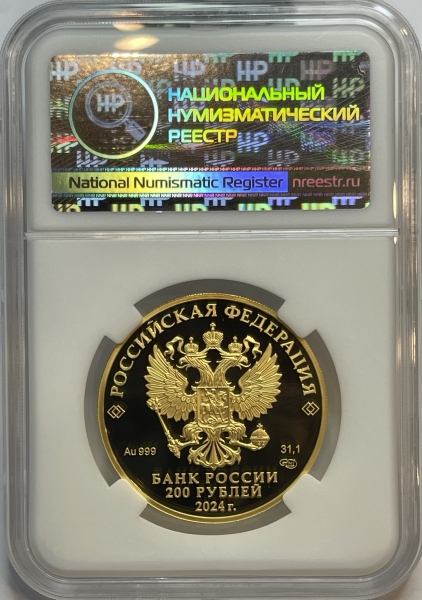 НР
НАЦИОНАЛЬНЫЙ
НУМИЗМАТИЧЕСКИЙ
РЕЕСТР
National Numismatic Register nreestr.ru
РОССИЙСКАЯ ФЕДЕРАЦИЯ
Au 999 31,1
БАНК РОССИИ
200 РУБЛЕЙ
2024 г.